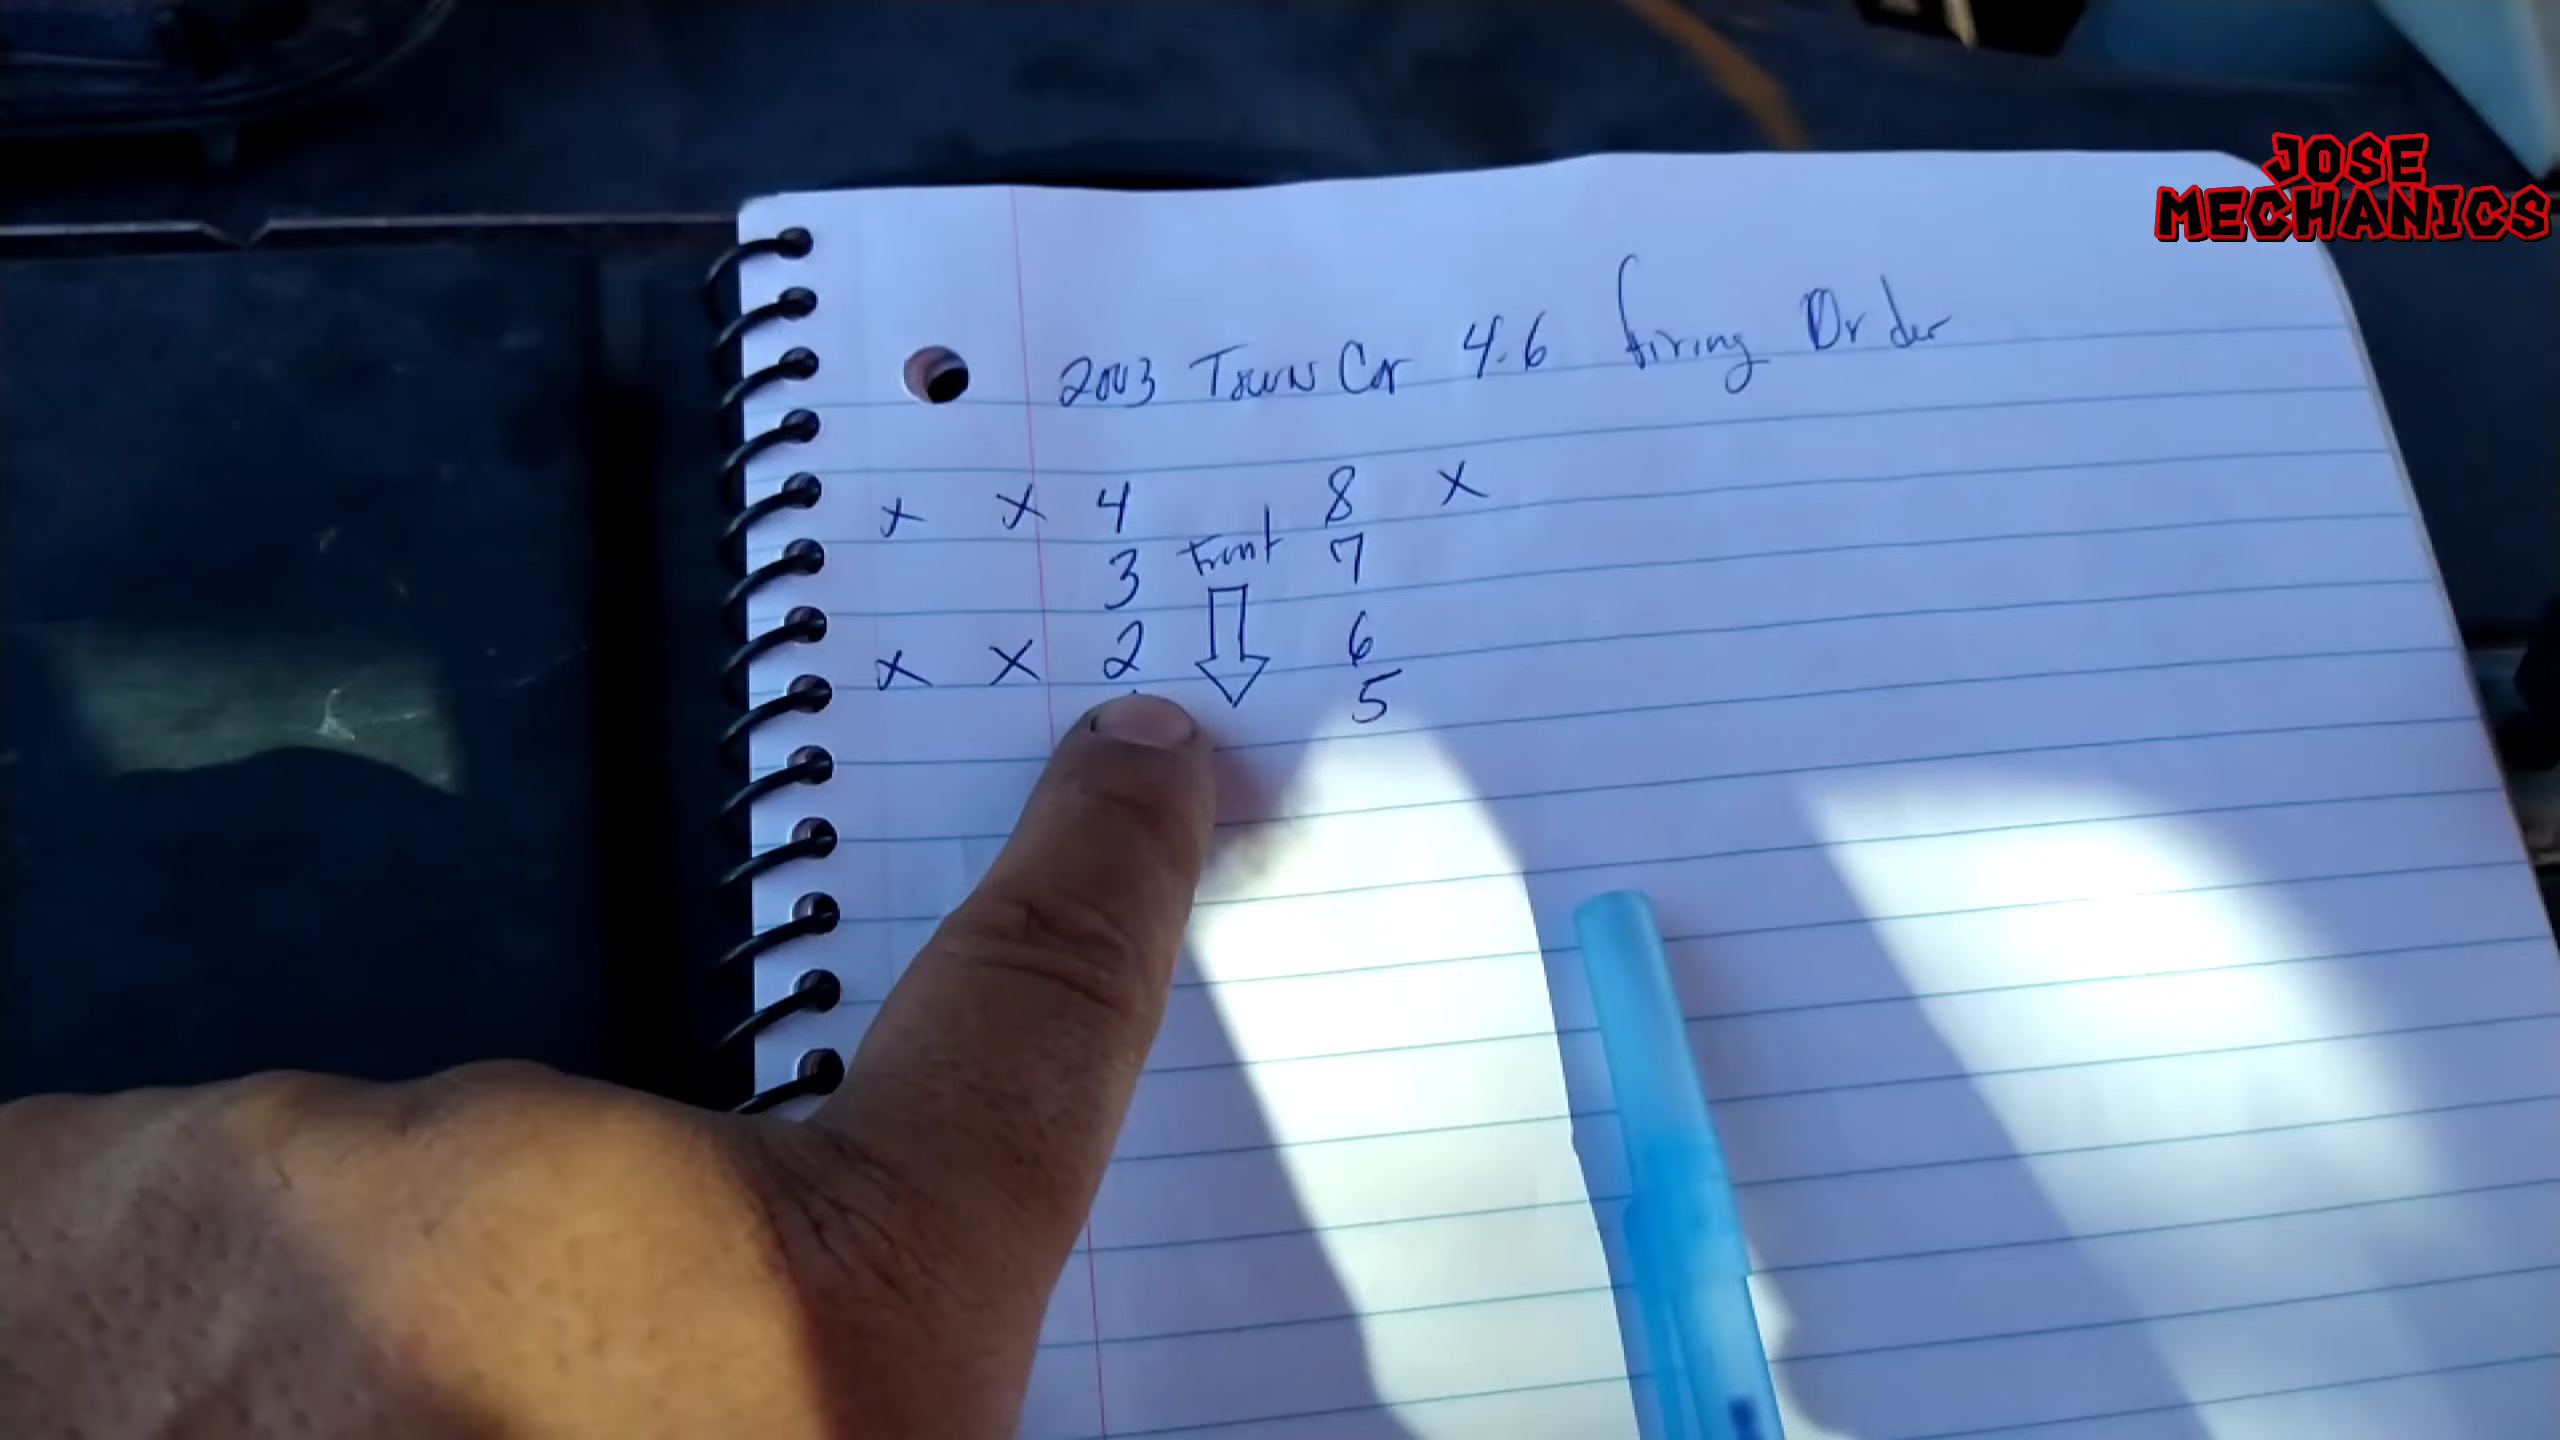 JOSE
MECHANICS
2003 Town Car 4.6 firing Order
x x 4 8 x
3 Front 7
x x 2 6
5